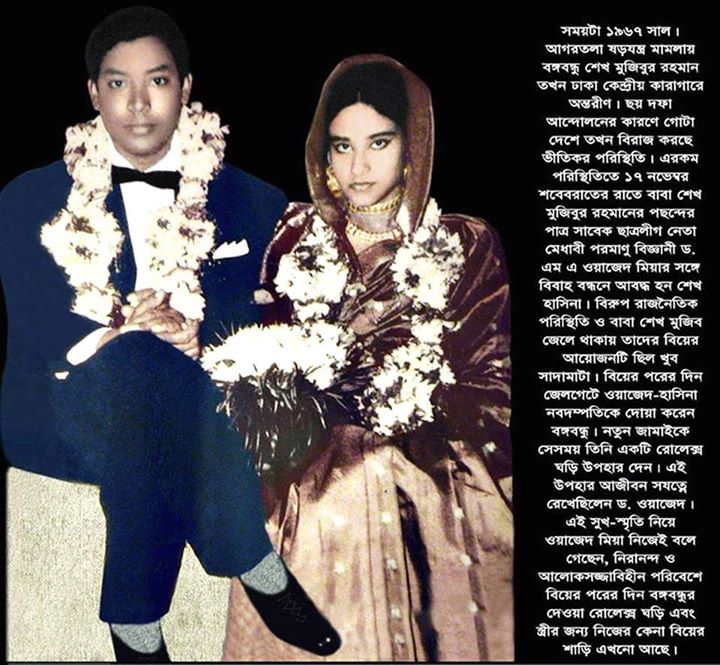 সময়টা ১৯৬৭ সাল।
আগরতলা ষড়যন্ত্র মামলায়
বঙ্গবন্ধু শেখ মুজিবুর রহমান
তখন ঢাকা কেন্দ্রীয় কারাগারে
অন্তরীণ। ছয় দফা
আন্দোলনের কারণে গোটা
দেশে তখন বিরাজ করছে
ভীতিকর পরিস্থিতি। এরকম
পরিস্থিতিতে ১৭ নভেম্বর
শবেবরাতের রাতে বাবা শেখ
মুজিবুর রহমানের পছন্দের
পাত্র সাবেক ছাত্রলীগ নেতা
মেধাবী পরমাণু বিজ্ঞানী ড.
এম এ ওয়াজেদ মিয়ার সঙ্গে
বিবাহ বন্ধনে আবদ্ধ হন শেখ
হাসিনা। বিরুপ রাজনৈতিক
পরিস্থিতি ও বাবা শেখ মুজিব
জেলে থাকায় তাদের বিয়ের
আয়োজনটি ছিল খুব
সাদামাটা। বিয়ের পরের দিন
জেলগেটে ওয়াজেদ-হাসিনা
নবদম্পতিকে দোয়া করেন
বঙ্গবন্ধু। নতুন জামাইকে
সেসময় তিনি একটি রোলেক্স
ঘড়ি উপহার দেন। এই
উপহার আজীবন সযত্নে
রেখেছিলেন ড. ওয়াজেদ।
এই সুখ-স্মৃতি নিয়ে
ওয়াজেদ মিয়া নিজেই বলে
গেছেন, নিরানন্দ ও
আলোকসজ্জাবিহীন পরিবেশে
বিয়ের পরের দিন বঙ্গবন্ধুর
দেওয়া রোলেক্স ঘড়ি এবং
স্ত্রীর জন্য নিজের কেনা বিয়ের
শাড়ি এখনো আছে।